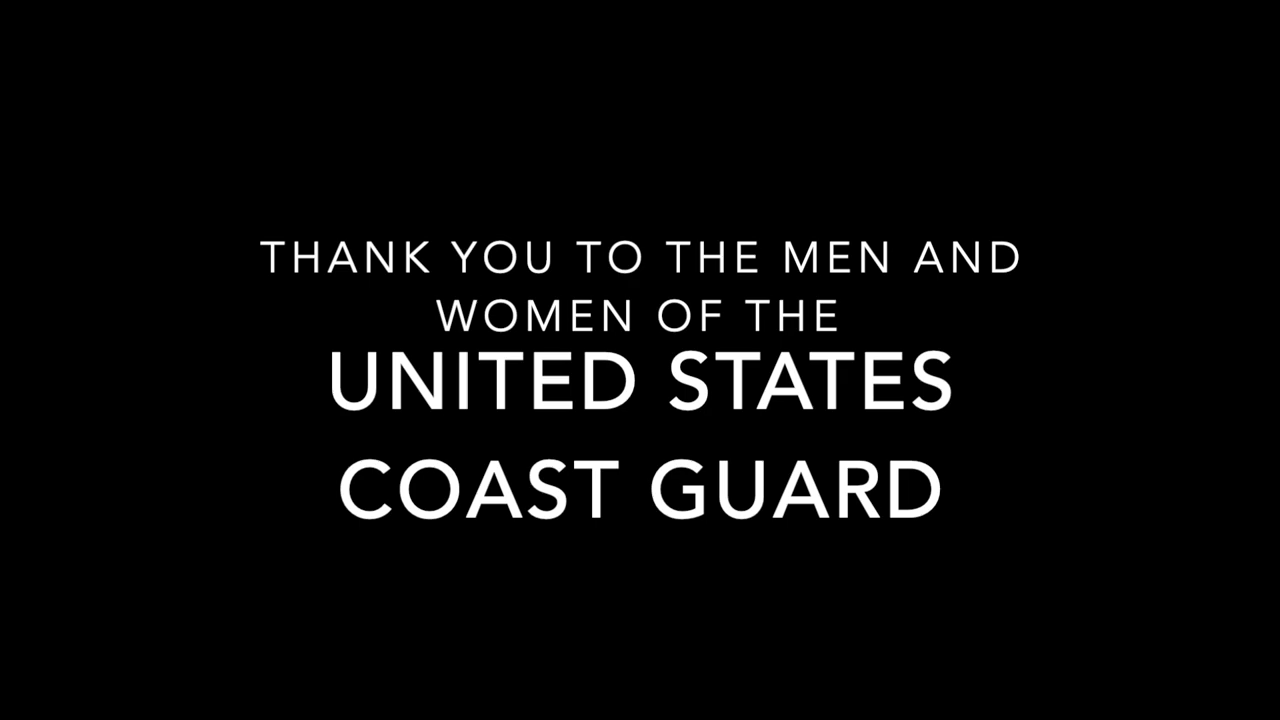 THANK YOU TO THE MEN AND
WOMEN OF THE
UNITED STATES
COAST GUARD